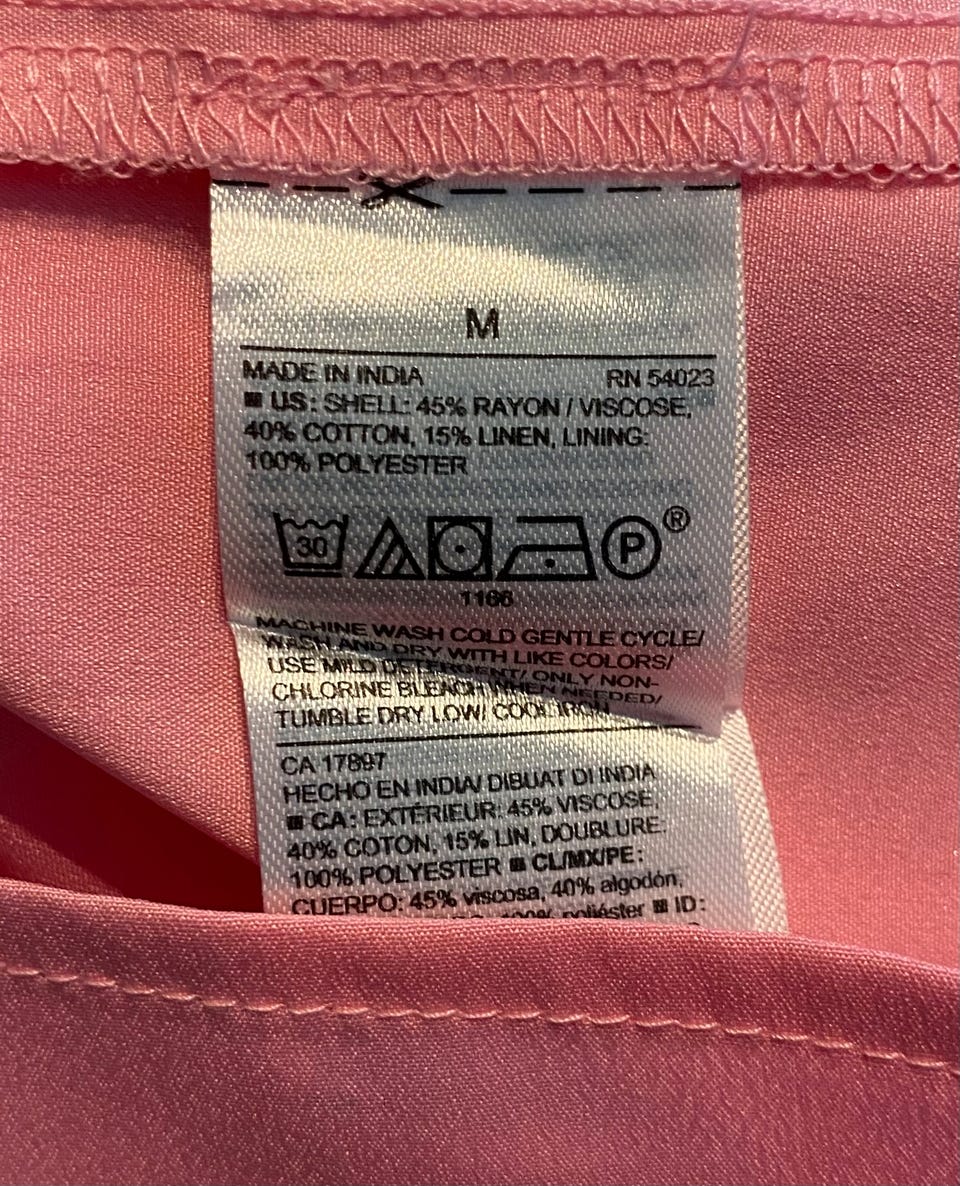 M
MADE IN INDIA RN 54023
US: SHELL: 45% RAYON / VISCOSE,
40% COTTON, 15% LINEN, LINING:
100% POLYESTER
30 P ®
1166
MACHINE WASH COLD GENTLE CYCLE/
WASH AND DRY WITH LIKE COLORS/
USE MILD DETERGENT/ ONLY NON-
CHLORINE BLEACH WHEN NEEDED/
TUMBLE DRY LOW/ COOL IRON
CA 17897
HECHO EN INDIA/ DIBUAT DI INDIA
CA: EXTÉRIEUR: 45% VISCOSE,
40% COTON, 15% LIN, DOUBLURE:
100% POLYESTER CL/MX/PE:
CUERPO: 45% viscosa, 40% algodón,
100% poliéster ID: